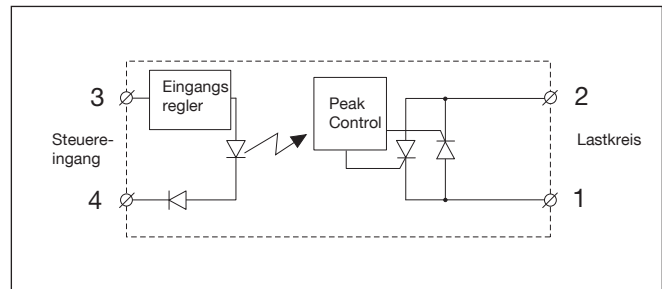 3
Eingangs
regler
Steuere-
ingang
4
Peak
Control
2
Lastkreis
1